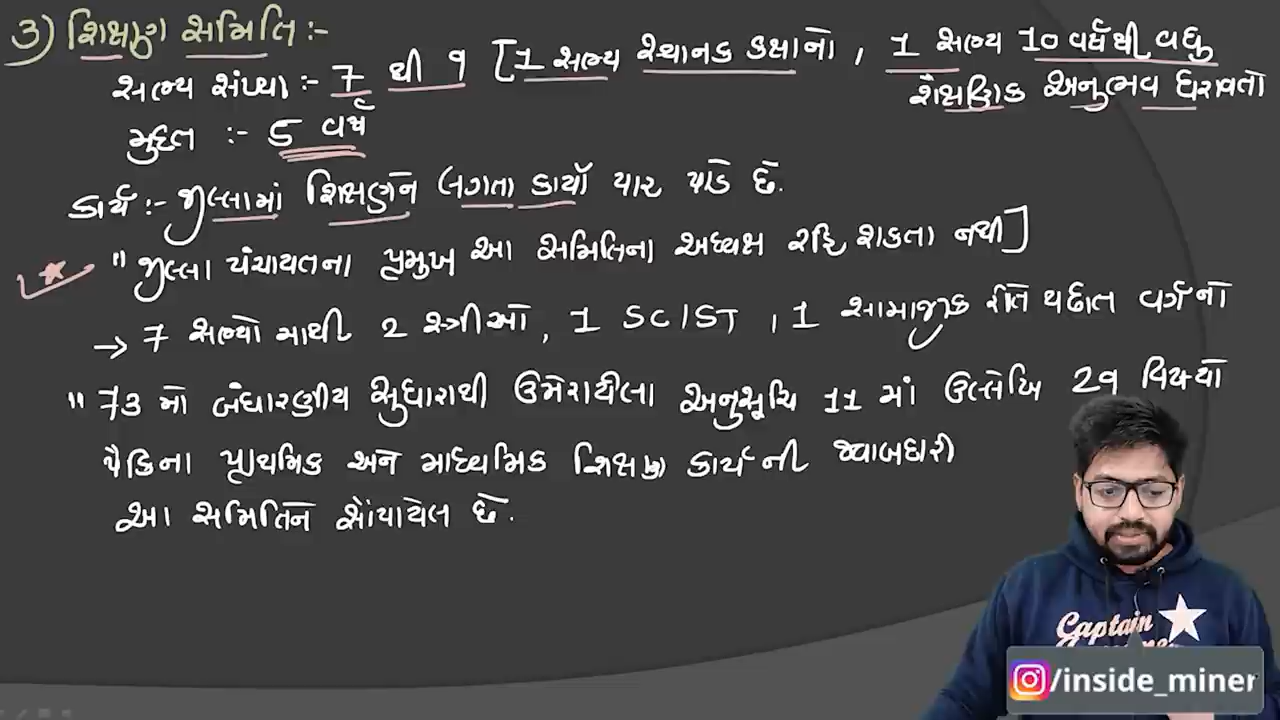 3) શિક્ષણ સમિતિ :-
સભ્ય સંખ્યા :- 7 થી 9 [1 સભ્ય સ્થાનક કક્ષાનો, 1 સભ્ય 10 વર્ષથી વધુ
શૈક્ષણિક અનુભવ ધરાવતો
મુદ્દત :- 5 વર્ષ
કાર્ય :- જીલ્લામાં શિક્ષણને લગતા કાર્યો પાર પાડે છે.
" જીલ્લા પંચાયતના પ્રમુખ આ સમિતિના અધ્યક્ષ રહિ શકતા નથી]
→ 7 સભ્યો માથી 2 સ્ત્રીઓ, 1 SC/ST, 1 સામાજીક રીતે પછાત વર્ગનો
" 73 મો બંધારણીય સુધારાથી ઉમેરાયેલા અનુસૂચિ 11 માં ઉલ્લેખિ 29 વિષયો
પૈકિના પ્રાથમિક અને માધ્યમિક શિક્ષણ કાર્યની જવાબદારી
આ સમિતિને સોંપાયેલ છે.
Captain
/inside_miner